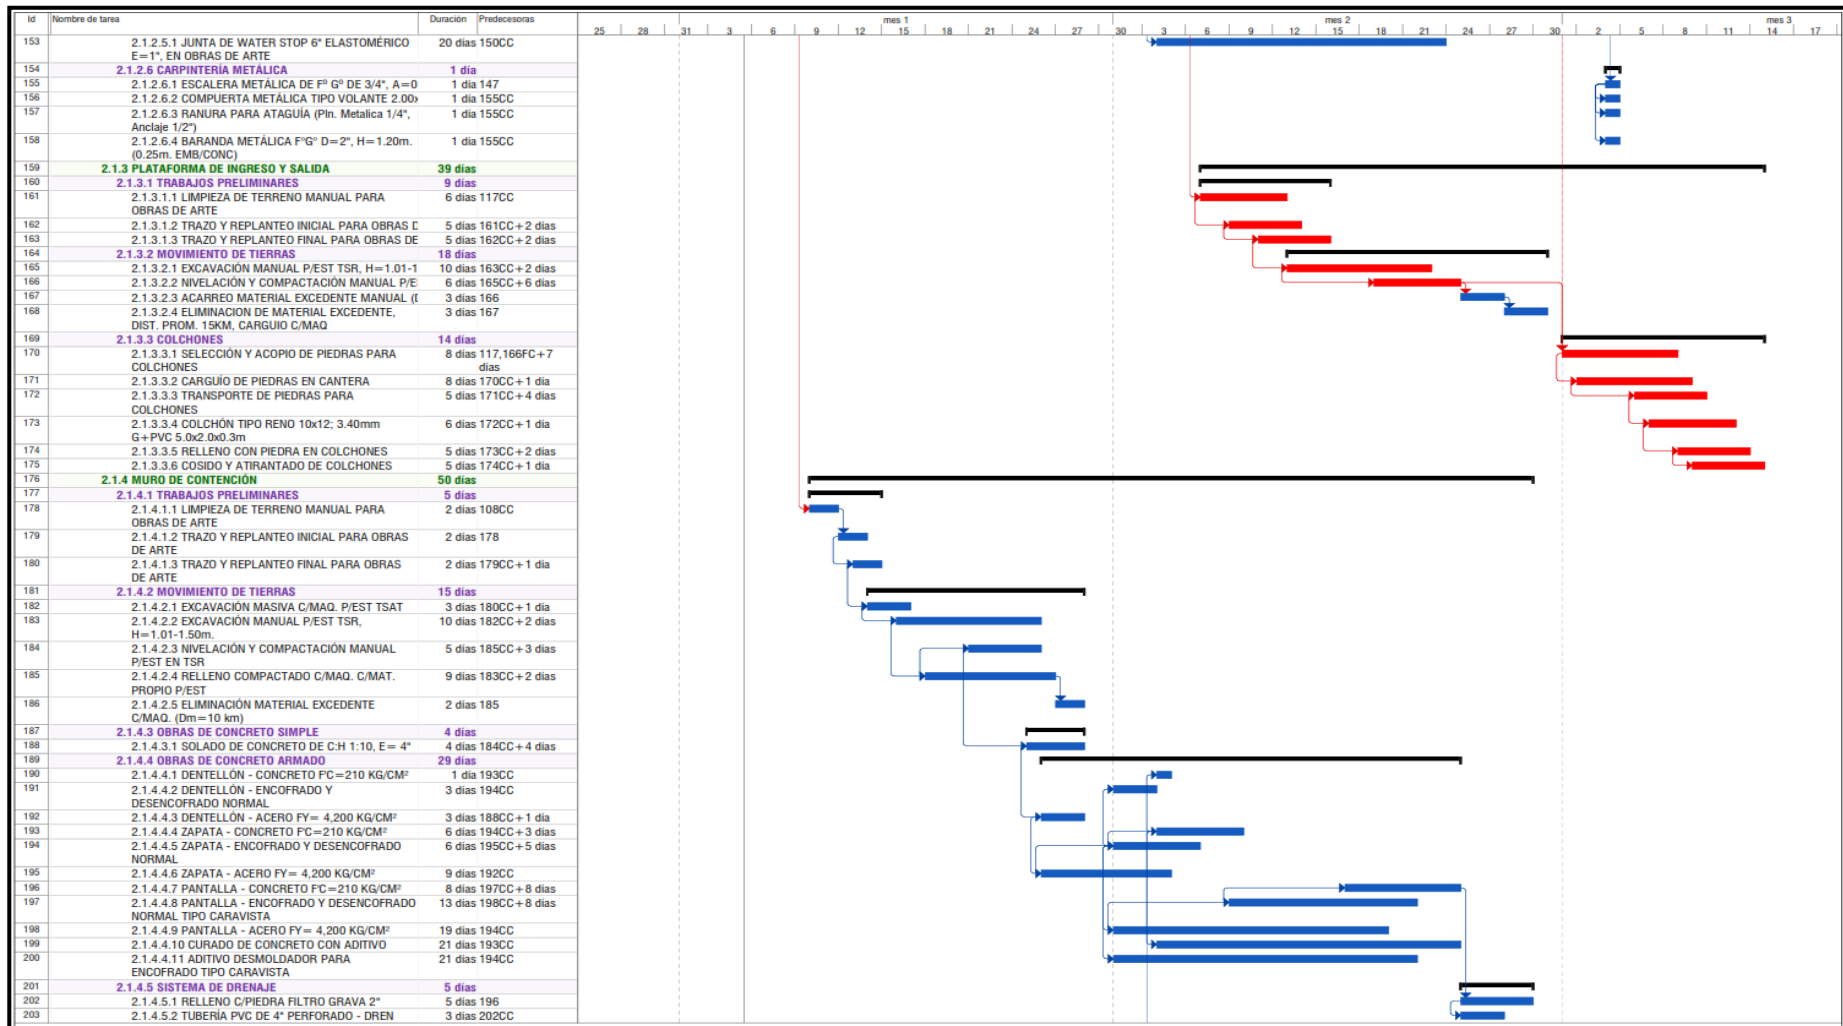 Id Nombre de tarea Duración Predecesoras mes 1 mes 2 mes 3
25 28 31 3 6 9 12 15 18 21 24 27 30 3 6 9 12 15 18 21 24 27 30 2 5 8 11 14 17
153 2.1.2.5.1 JUNTA DE WATER STOP 6" ELASTOMÉRICO 20 días 150CC
E=1", EN OBRAS DE ARTE
154 2.1.2.6 CARPINTERÍA METÁLICA 1 día
155 2.1.2.6.1 ESCALERA METÁLICA DE Fº Gº DE 3/4", A=0 1 día 147
156 2.1.2.6.2 COMPUERTA METÁLICA TIPO VOLANTE 2.00x 1 día 155CC
157 2.1.2.6.3 RANURA PARA ATAGUÍA (Pln. Metalica 1/4", 1 día 155CC
Anclaje 1/2")
158 2.1.2.6.4 BARANDA METÁLICA F°G° D=2", H=1.20m. 1 día 155CC
(0.25m. EMB/CONC)
159 2.1.3 PLATAFORMA DE INGRESO Y SALIDA 39 días
160 2.1.3.1 TRABAJOS PRELIMINARES 9 días
161 2.1.3.1.1 LIMPIEZA DE TERRENO MANUAL PARA 6 días 117CC
OBRAS DE ARTE
162 2.1.3.1.2 TRAZO Y REPLANTEO INICIAL PARA OBRAS D 5 días 161CC+2 días
163 2.1.3.1.3 TRAZO Y REPLANTEO FINAL PARA OBRAS DE 5 días 162CC+2 días
164 2.1.3.2 MOVIMIENTO DE TIERRAS 18 días
165 2.1.3.2.1 EXCAVACIÓN MANUAL P/EST TSR, H=1.01-1 10 días 163CC+2 días
166 2.1.3.2.2 NIVELACIÓN Y COMPACTACIÓN MANUAL P/E 6 días 165CC+6 días
167 2.1.3.2.3 ACARREO MATERIAL EXCEDENTE MANUAL (D 3 días 166
168 2.1.3.2.4 ELIMINACION DE MATERIAL EXCEDENTE, 3 días 167
DIST. PROM. 15KM, CARGUIO C/MAQ
169 2.1.3.3 COLCHONES 14 días
170 2.1.3.3.1 SELECCIÓN Y ACOPIO DE PIEDRAS PARA 8 días 117,166FC+7
COLCHONES días
171 2.1.3.3.2 CARGUÍO DE PIEDRAS EN CANTERA 8 días 170CC+1 día
172 2.1.3.3.3 TRANSPORTE DE PIEDRAS PARA 5 días 171CC+4 días
COLCHONES
173 2.1.3.3.4 COLCHÓN TIPO RENO 10x12; 3.40mm 6 días 172CC+1 día
G+PVC 5.0x2.0x0.3m
174 2.1.3.3.5 RELLENO CON PIEDRA EN COLCHONES 5 días 173CC+2 días
175 2.1.3.3.6 COSIDO Y ATIRANTADO DE COLCHONES 5 días 174CC+1 día
176 2.1.4 MURO DE CONTENCIÓN 50 días
177 2.1.4.1 TRABAJOS PRELIMINARES 5 días
178 2.1.4.1.1 LIMPIEZA DE TERRENO MANUAL PARA 2 días 108CC
OBRAS DE ARTE
179 2.1.4.1.2 TRAZO Y REPLANTEO INICIAL PARA OBRAS 2 días 178
DE ARTE
180 2.1.4.1.3 TRAZO Y REPLANTEO FINAL PARA OBRAS 2 días 179CC+1 día
DE ARTE
181 2.1.4.2 MOVIMIENTO DE TIERRAS 15 días
182 2.1.4.2.1 EXCAVACIÓN MASIVA C/MAQ. P/EST TSAT 3 días 180CC+1 día
183 2.1.4.2.2 EXCAVACIÓN MANUAL P/EST TSR, 10 días 182CC+2 días
H=1.01-1.50m.
184 2.1.4.2.3 NIVELACIÓN Y COMPACTACIÓN MANUAL 5 días 185CC+3 días
P/EST EN TSR
185 2.1.4.2.4 RELLENO COMPACTADO C/MAQ. C/MAT. 9 días 183CC+2 días
PROPIO P/EST
186 2.1.4.2.5 ELIMINACIÓN MATERIAL EXCEDENTE 2 días 185
C/MAQ. (Dm=10 km)
187 2.1.4.3 OBRAS DE CONCRETO SIMPLE 4 días
188 2.1.4.3.1 SOLADO DE CONCRETO DE C:H 1:10, E= 4" 4 días 184CC+4 días
189 2.1.4.4 OBRAS DE CONCRETO ARMADO 29 días
190 2.1.4.4.1 DENTELLÓN - CONCRETO F'C=210 KG/CM² 1 día 193CC
191 2.1.4.4.2 DENTELLÓN - ENCOFRADO Y 3 días 194CC
DESENCOFRADO NORMAL
192 2.1.4.4.3 DENTELLÓN - ACERO FY= 4,200 KG/CM² 3 días 188CC+1 día
193 2.1.4.4.4 ZAPATA - CONCRETO F'C=210 KG/CM² 6 días 194CC+3 días
194 2.1.4.4.5 ZAPATA - ENCOFRADO Y DESENCOFRADO 6 días 195CC+5 días
NORMAL
195 2.1.4.4.6 ZAPATA - ACERO FY= 4,200 KG/CM² 9 días 192CC
196 2.1.4.4.7 PANTALLA - CONCRETO F'C=210 KG/CM² 8 días 197CC+8 días
197 2.1.4.4.8 PANTALLA - ENCOFRADO Y DESENCOFRADO 13 días 198CC+8 días
NORMAL TIPO CARAVISTA
198 2.1.4.4.9 PANTALLA - ACERO FY= 4,200 KG/CM² 19 días 194CC
199 2.1.4.4.10 CURADO DE CONCRETO CON ADITIVO 21 días 193CC
200 2.1.4.4.11 ADITIVO DESMOLDADOR PARA 21 días 194CC
ENCOFRADO TIPO CARAVISTA
201 2.1.4.5 SISTEMA DE DRENAJE 5 días
202 2.1.4.5.1 RELLENO C/PIEDRA FILTRO GRAVA 2" 5 días 196
203 2.1.4.5.2 TUBERÍA PVC DE 4" PERFORADO - DREN 3 días 202CC